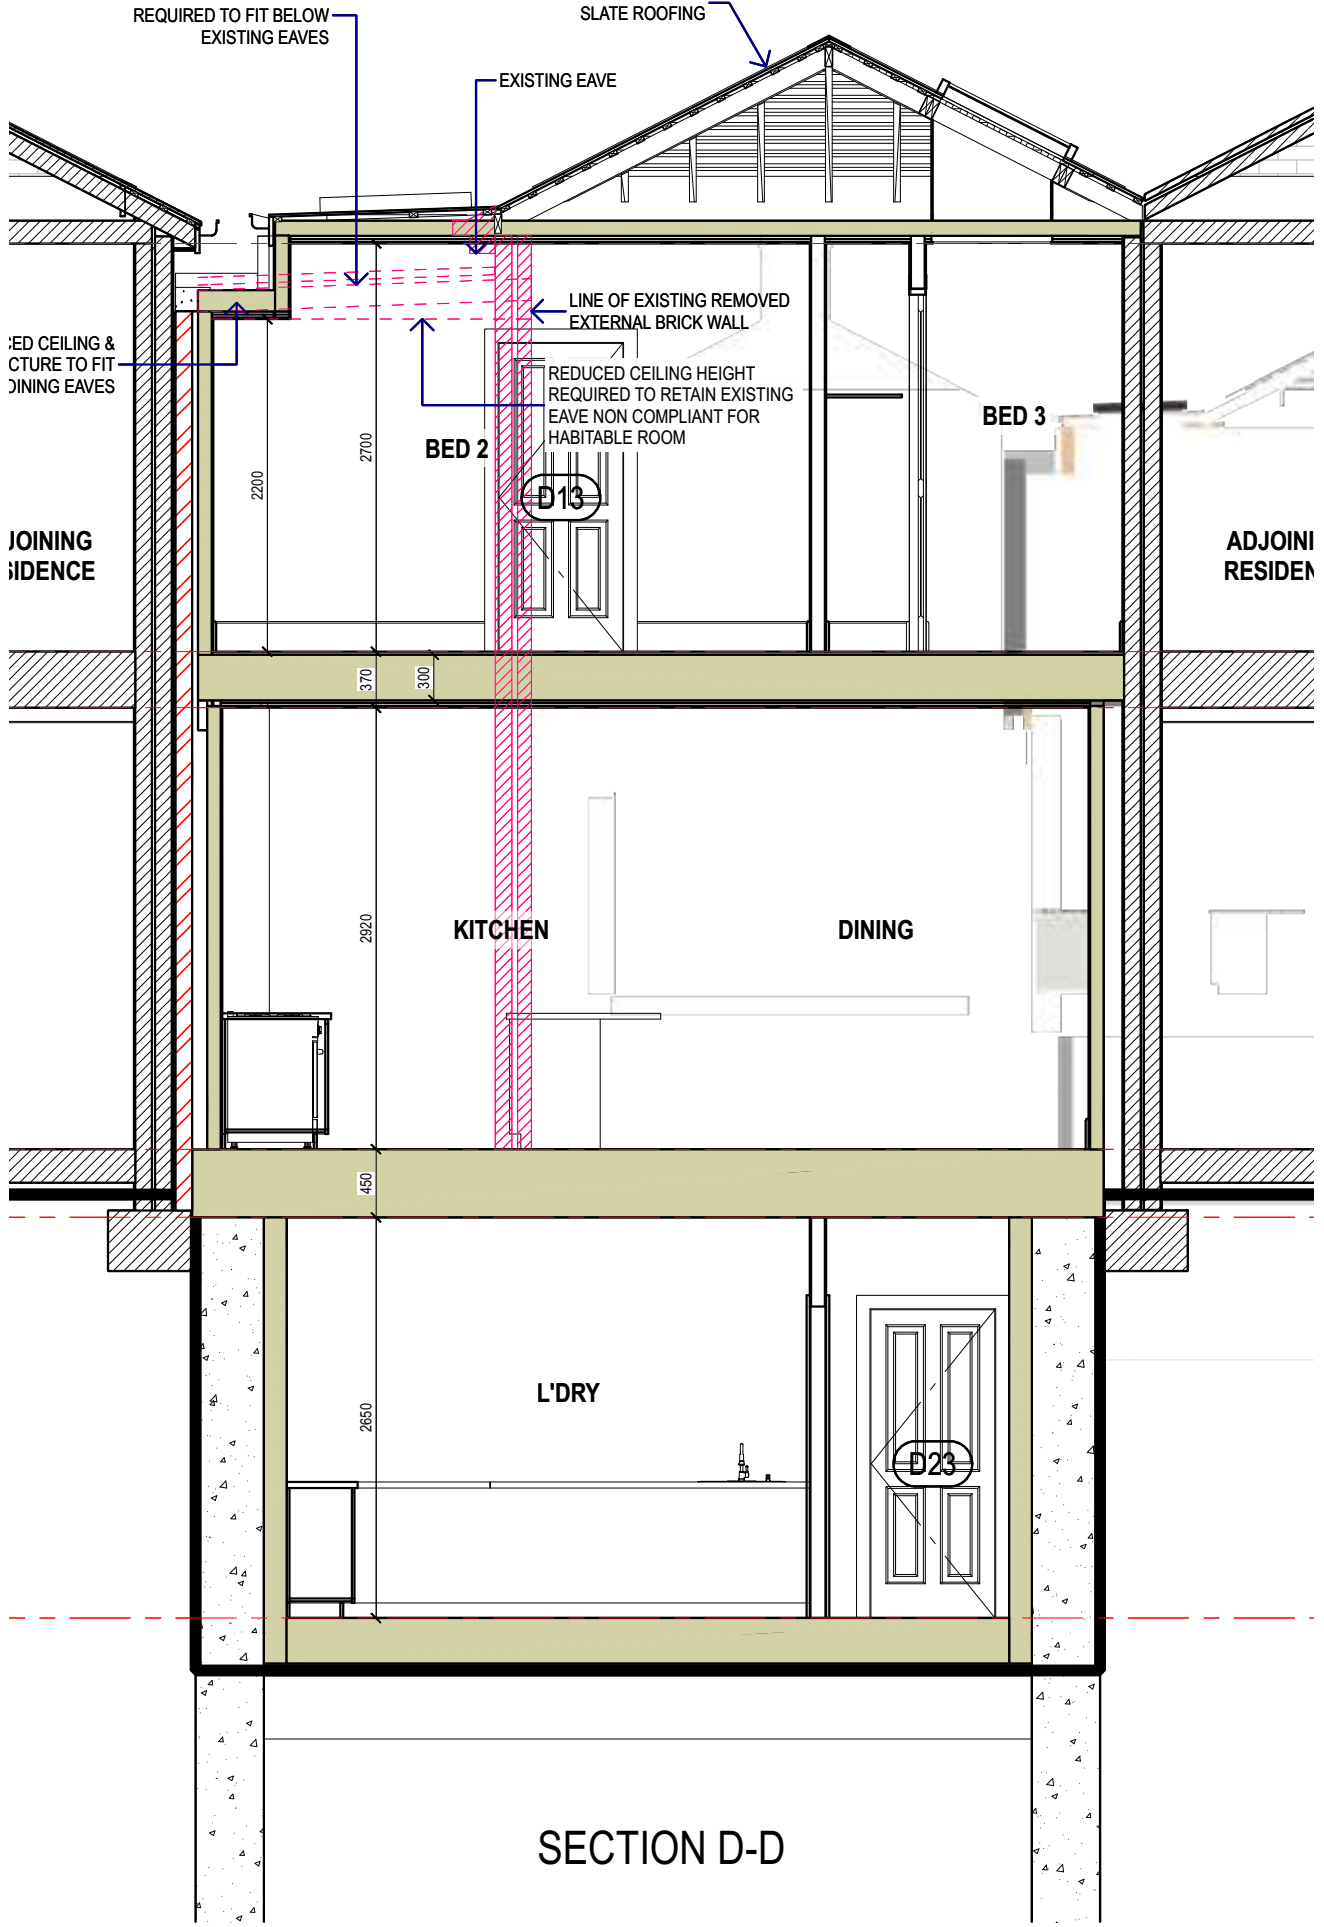 REQUIRED TO FIT BELOW
EXISTING EAVES
SLATE ROOFING
EXISTING EAVE
LINE OF EXISTING REMOVED
EXTERNAL BRICK WALL
CED CEILING &
CTURE TO FIT
OINING EAVES
REDUCED CEILING HEIGHT
REQUIRED TO RETAIN EXISTING
EAVE NON COMPLIANT FOR
HABITABLE ROOM
BED 2
BED 3
2700
2200
D13
JOINING
SIDENCE
ADJOINI
RESIDEN
370
300
2920
KITCHEN
DINING
450
2650
L'DRY
D23
SECTION D-D